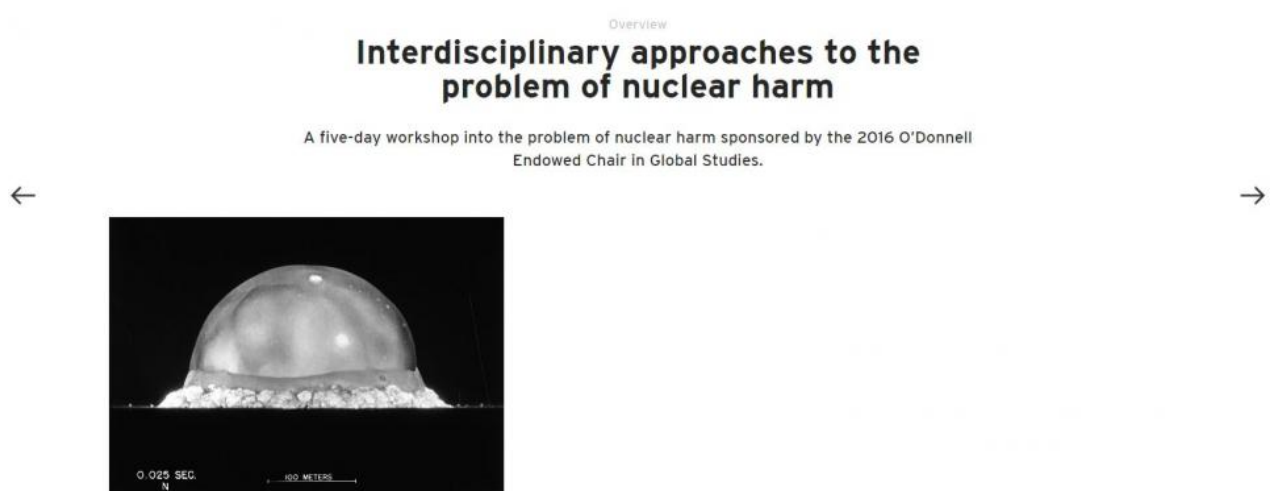 Overview
Interdisciplinary approaches to the
problem of nuclear harm
A five-day workshop into the problem of nuclear harm sponsored by the 2016 O'Donnell
Endowed Chair in Global Studies.
0.025 SEC.
N
100 METERS